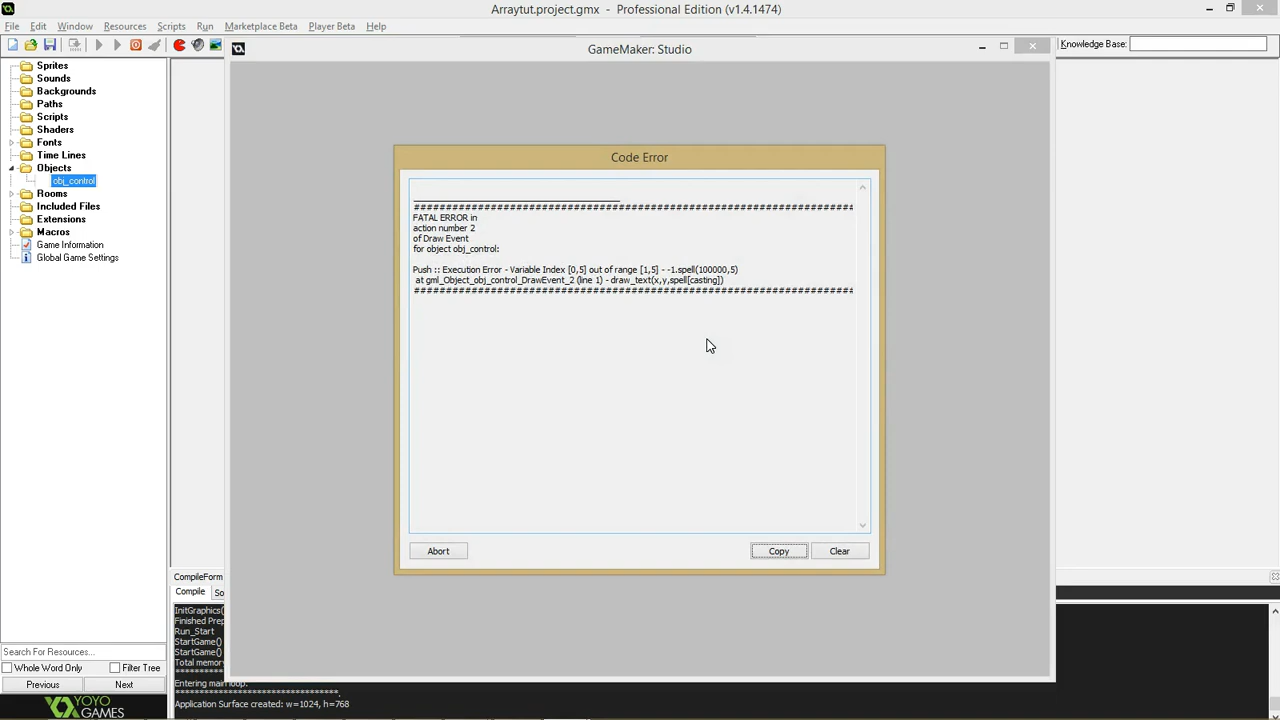 Arraytut.project.gmx - Professional Edition (v1.4.1474)
File Edit Window Resources Scripts Run Marketplace Beta Player Beta Help
GameMaker: Studio
Knowledge Base:
Sprites
Sounds
Backgrounds
Paths
Scripts
Shaders
Fonts
Time Lines
Objects
obj_control
Rooms
Included Files
Extensions
Macros
Game Information
Global Game Settings
Code Error
____________________________________________
############################################################################################
FATAL ERROR in
action number 2
of Draw Event
for object obj_control:
Push :: Execution Error - Variable Index [0,5] out of range [1,5] - -1.spell(100000,5)
at gml_Object_obj_control_DrawEvent_2 (line 1) - draw_text(x,y,spell[casting])
############################################################################################
Abort Copy Clear
CompileForm
Compile So
InitGraphics(
Finished Prep
Run_Start
StartGame()
StartGame()
Total memor
Entering main loop.
***********************************.
Application Surface created: w=1024, h=768
Search For Resources..
Whole Word Only Filter Tree
Previous Next
YOYO
GAMES